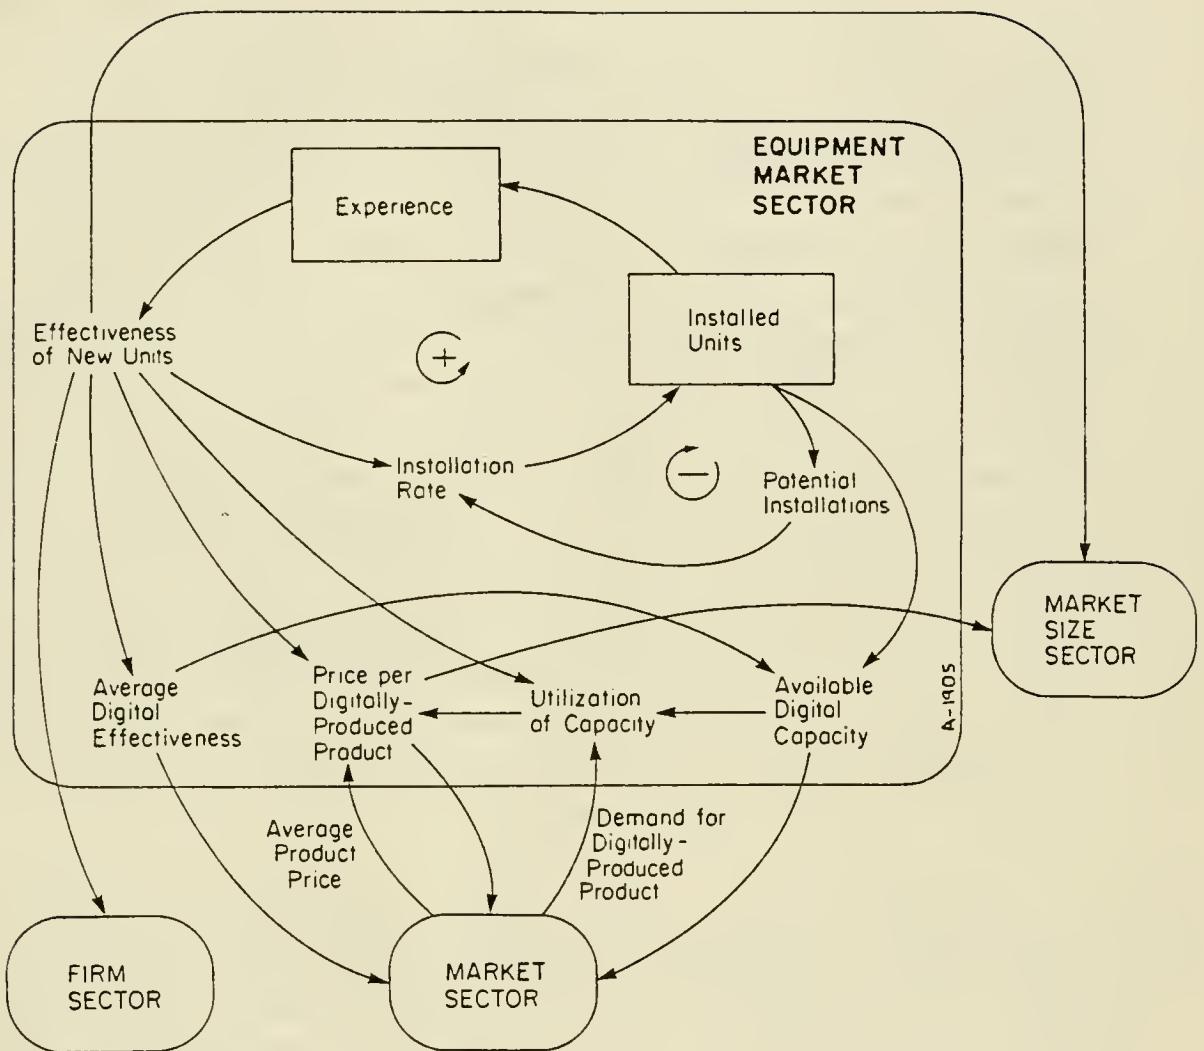 EQUIPMENT
MARKET
SECTOR
Experience
Installed
Units
Effectiveness
of New Units
+
Installation
Rate
−
Potential
Installations
MARKET
SIZE
SECTOR
Average
Digital
Effectiveness
Price per
Digitally-
Produced
Product
Utilization
of Capacity
Available
Digital
Capacity
A-1905
Average
Product
Price
Demand for
Digitally-
Produced
Product
FIRM
SECTOR
MARKET
SECTOR